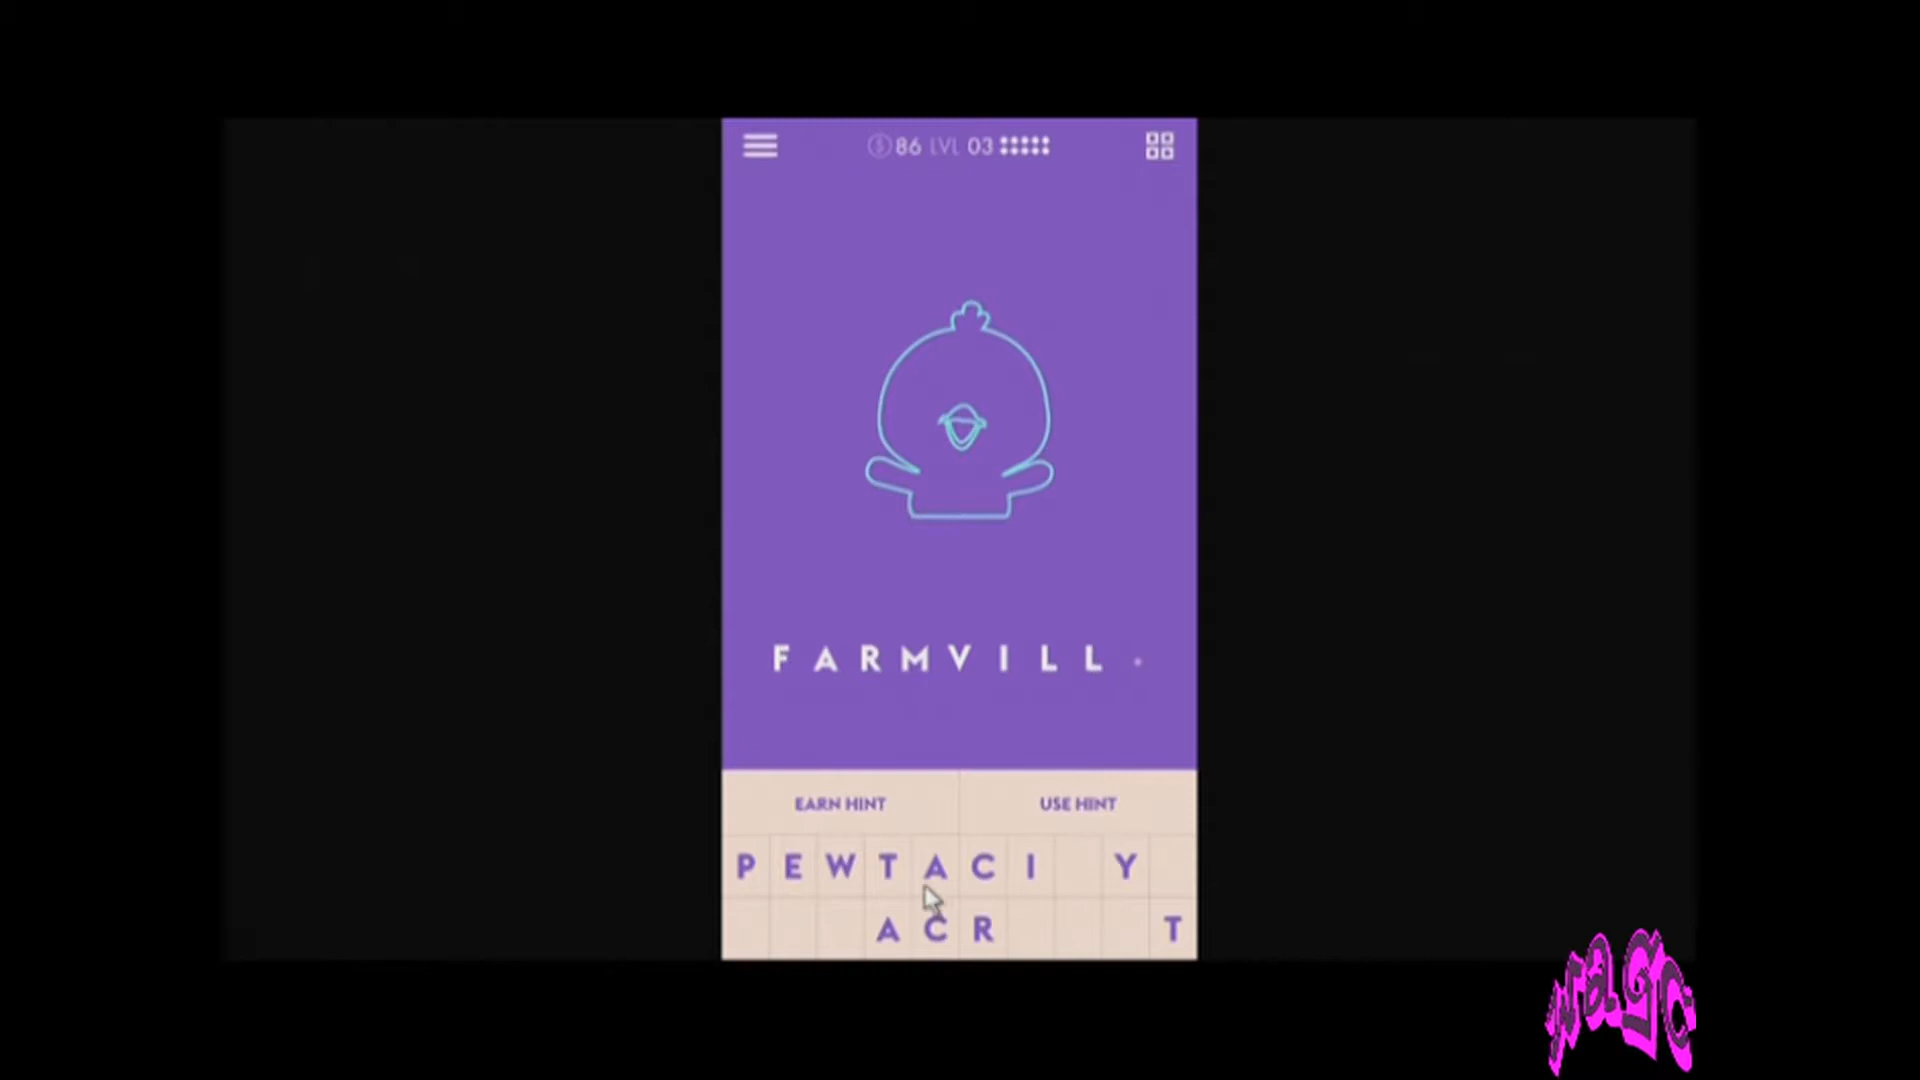 86 LVL 03
FARMVILL
EARN HINT USE HINT
P E W T A C I Y
A C R T